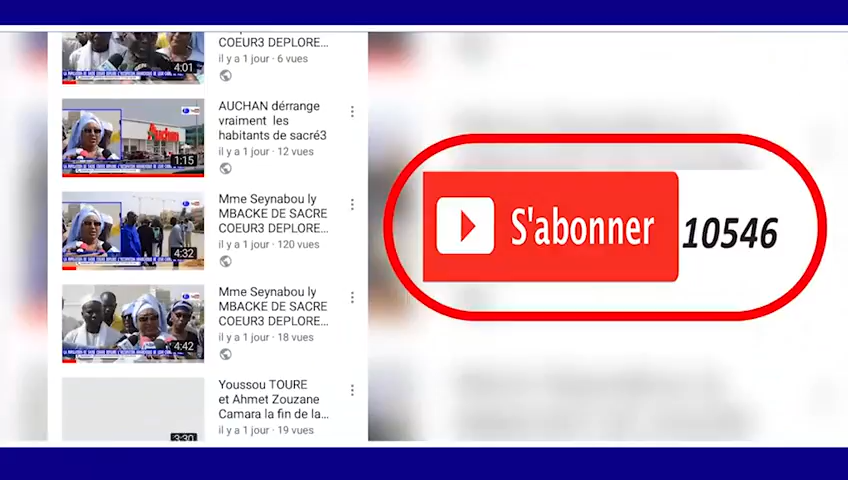 COEUR3 DEPLORE...
il y a 1 jour · 6 vues
4:01
AUCHAN dérrange
vraiment les
habitants de sacré3
il y a 1 jour · 12 vues
Auchan
1:15
Mme Seynabou ly
MBACKE DE SACRE
COEUR3 DEPLORE...
il y a 1 jour · 120 vues
4:32
Mme Seynabou ly
MBACKE DE SACRE
COEUR3 DEPLORE...
il y a 1 jour · 18 vues
4:42
Youssou TOURE
et Ahmet Zouzane
Camara la fin de la...
il y a 1 jour · 19 vues
3:30
S'abonner
10546